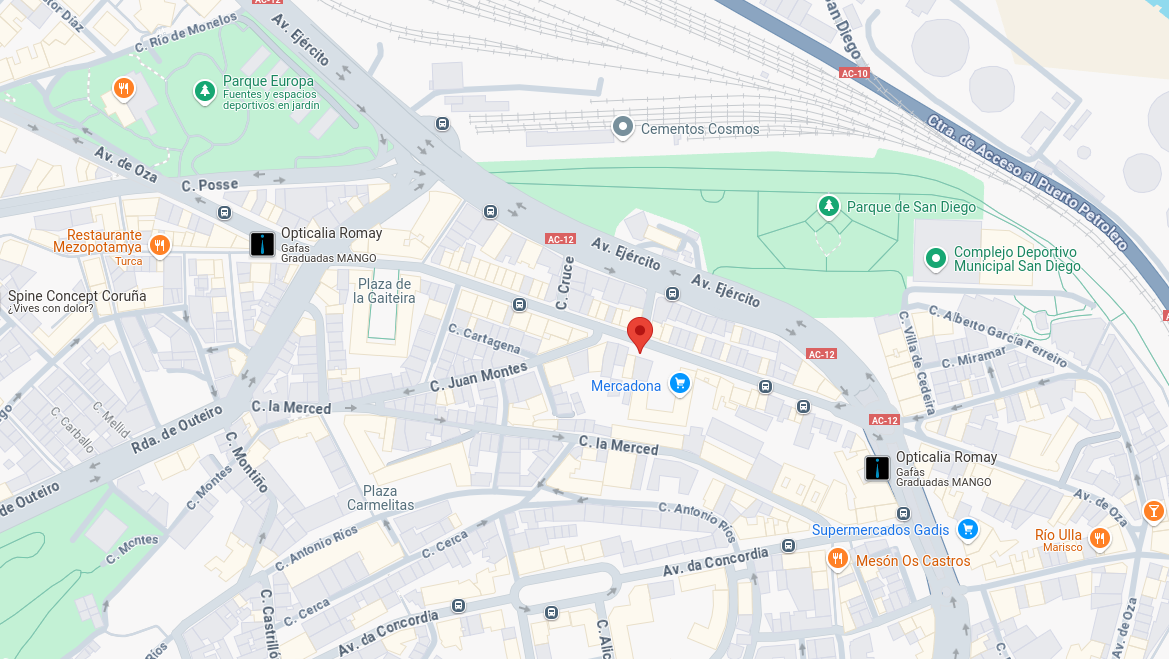 AC-12
tor Díaz
C. Río de Monelos
Av. Ejército
San Diego
AC-10
Parque Europa
Fuentes y espacios
deportivos en jardín
Cementos Cosmos
Ctra. de Acceso al Puerto Petrolero
Av. de Oza
C. Posse
Parque de San Diego
Restaurante
Mezopotamya
Turca
Opticalia Romay
Gafas
Graduadas MANGO
AC-12
Av. Ejército
Complejo Deportivo
Municipal San Diego
Spine Concept Coruña
¿Vives con dolor?
Plaza de
la Gaiteira
C. Cruce
Av. Ejército
C. Alberto García Ferreiro
C. Cartagena
C. Villa de Cedeira
C. Miramar
AC-12
C. Juan Montes
Mercadona
C. Mellid
C. Carballo
Rda. de Outeiro
C. la Merced
AC-12
C. Montiño
C. la Merced
Opticalia Romay
Gafas
Graduadas MANGO
C. Montes
de Outeiro
Plaza
Carmelitas
Av. de Oza
C. Antonio Ríos
Supermercados Gadis
Río Ulla
Marisco
C. Montes
C. Antonio Ríos
C. Cerca
Av. da Concordia
Mesón Os Castros
C. Cerca
C. Castrilló
Av. da Concordia
C. Alic
Av. de Oza
Ríos